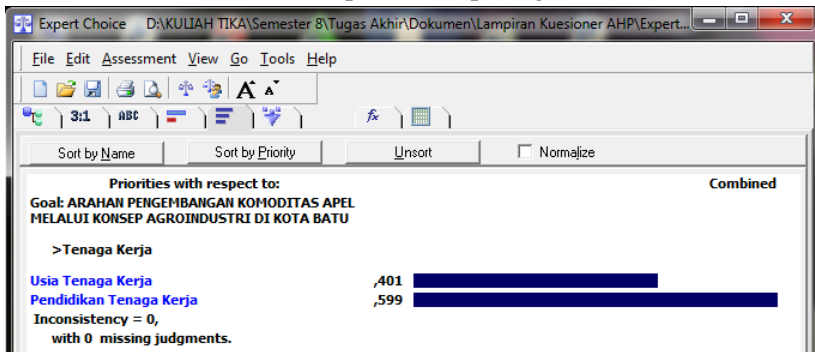 Expert Choice D:\KULIAH TIKA\Semester 8\Tugas Akhir\Dokumen\Lampiran Kuesioner AHP\Expert...
File Edit Assessment View Go Tools Help
A A
3:1 ABC fx
Sort by Name Sort by Priority Unsort Normalize
Priorities with respect to: Combined
Goal: ARAHAN PENGEMBANGAN KOMODITAS APEL
MELALUI KONSEP AGROINDUSTRI DI KOTA BATU
>Tenaga Kerja
Usia Tenaga Kerja ,401
Pendidikan Tenaga Kerja ,599
Inconsistency = 0,
with 0 missing judgments.